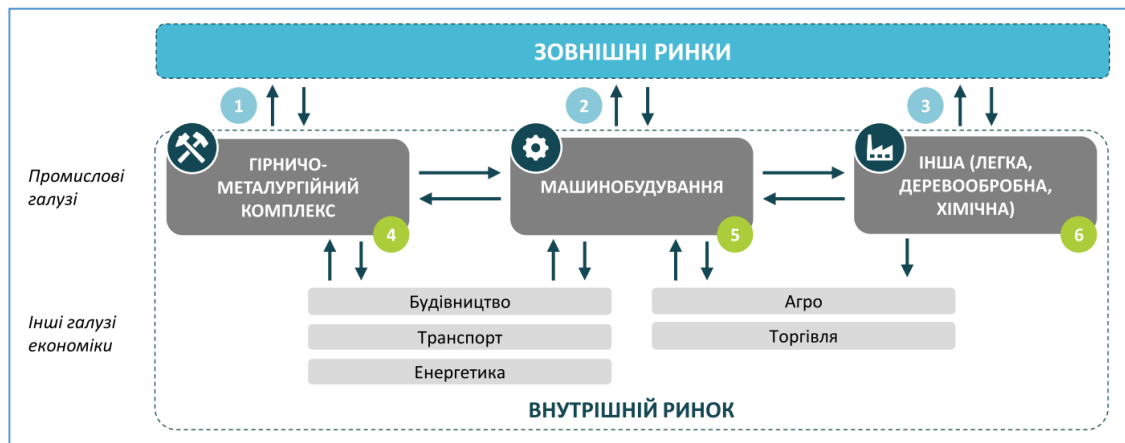 ЗОВНІШНІ РИНКИ
1
2
3
Промислові
галузі
ГІРНИЧО-
МЕТАЛУРГІЙНИЙ
КОМПЛЕКС
4
МАШИНОБУДУВАННЯ
5
ІНША (ЛЕГКА,
ДЕРЕВООБРОБНА,
ХІМІЧНА)
6
Інші галузі
економіки
Будівництво
Транспорт
Енергетика
Агро
Торгівля
ВНУТРІШНІЙ РИНОК